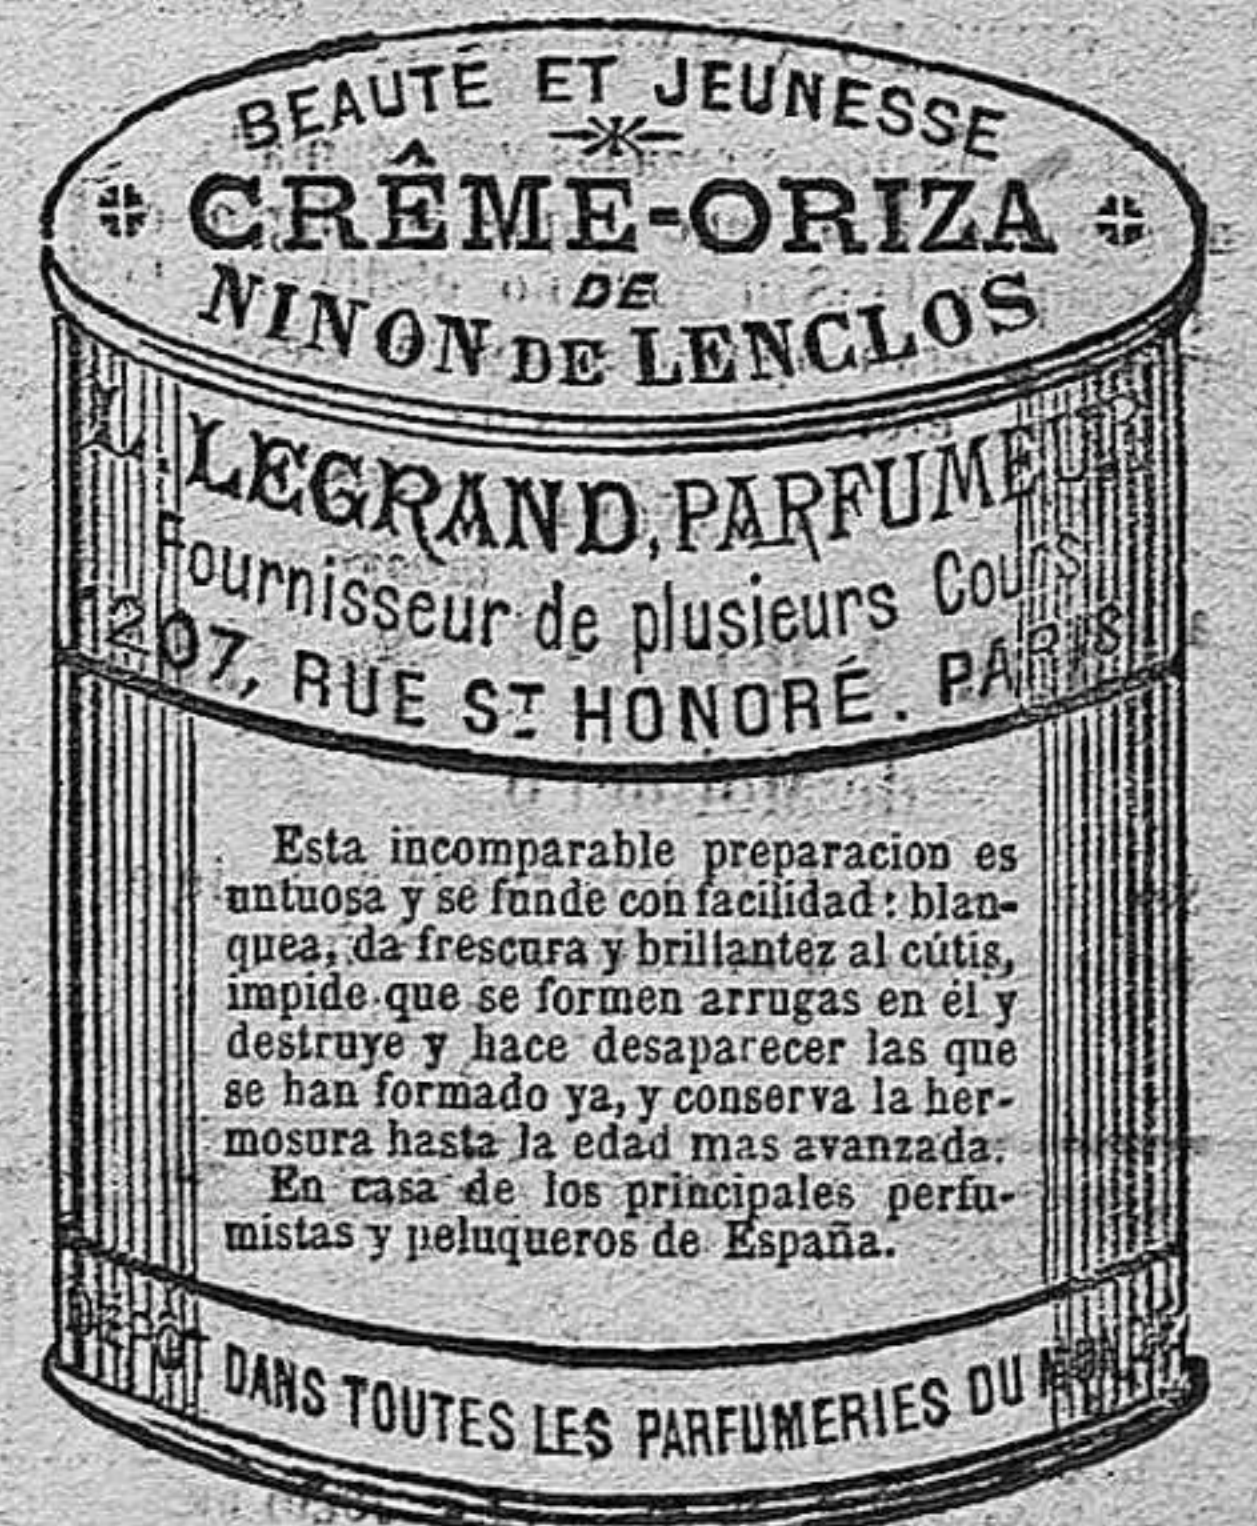 BEAUTÉ ET JEUNESSE
CRÊME-ORIZA
DE
NINON DE LENCLOS
L. LEGRAND, PARFUMEUR
Fournisseur de plusieurs Cours
207, RUE ST HONORÉ. PARIS
Esta incomparable preparacion es
untuosa y se funde con facilidad: blan-
quea, da frescura y brillantez al cútis,
impide que se formen arrugas en él y
destruye y hace desaparecer las que
se han formado ya, y conserva la her-
mosura hasta la edad mas avanzada.
En casa de los principales perfu-
mistas y peluqueros de España.
DÉPÔT DANS TOUTES LES PARFUMERIES DU MONDE